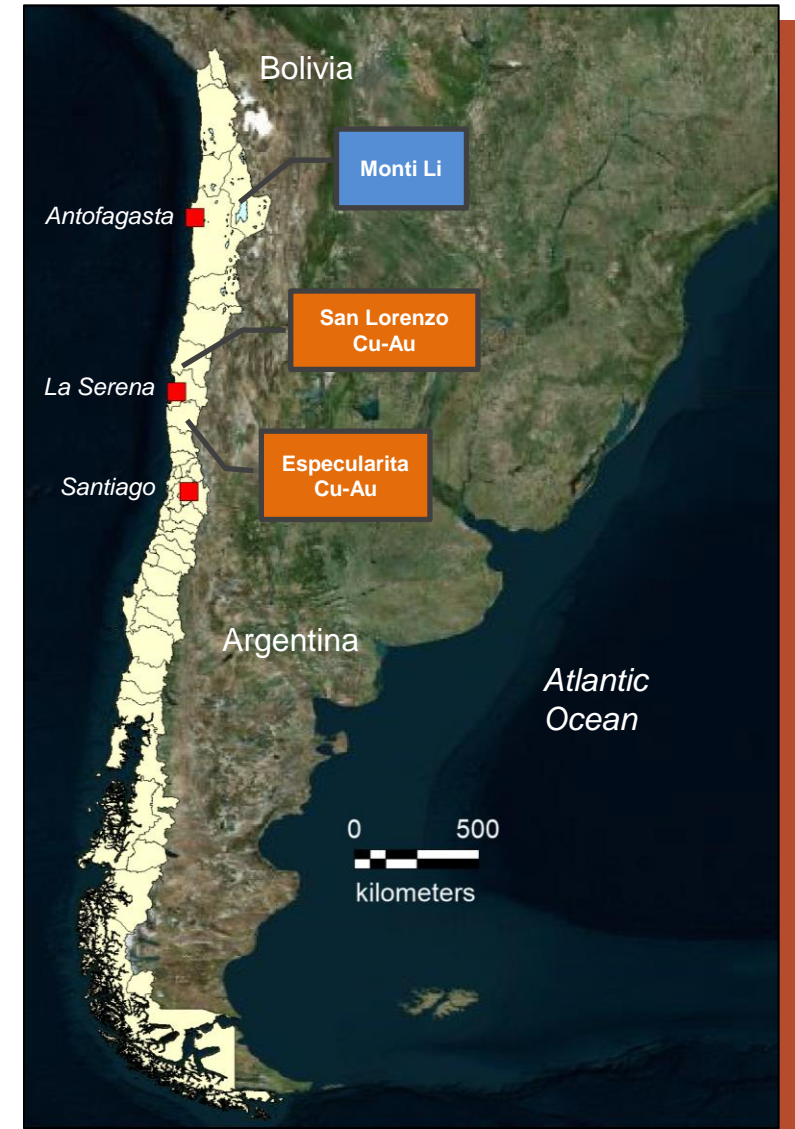 Bolivia
Monti Li
Antofagasta
San Lorenzo
Cu-Au
La Serena
Especularita
Cu-Au
Santiago
Argentina
Atlantic
Ocean
0 500
kilometers